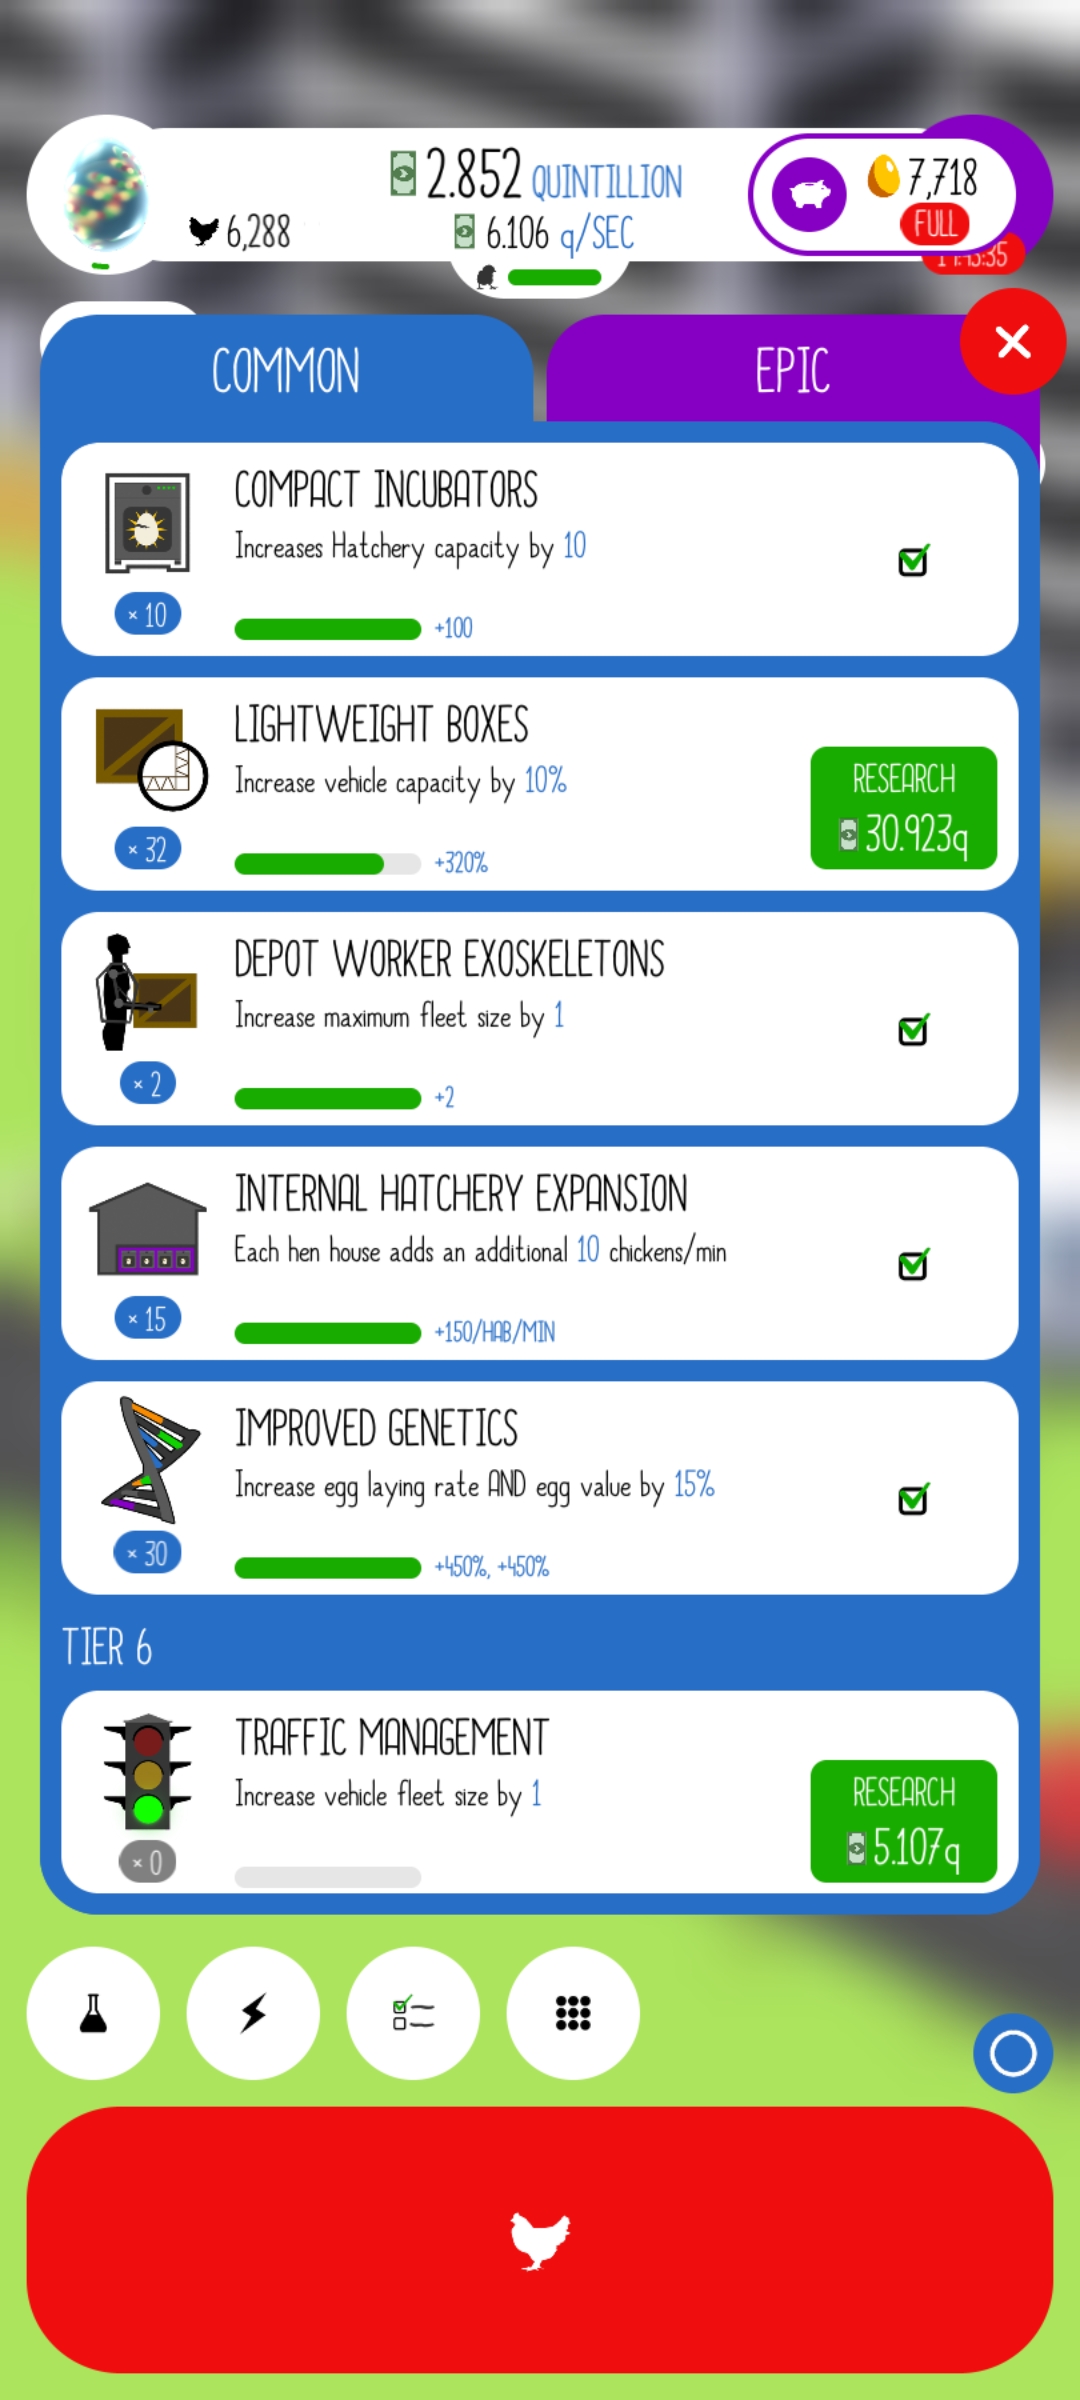 2.852 QUINTILLION
6,288
6.106 q/SEC
7,718
FULL
COMMON
EPIC
COMPACT INCUBATORS
Increases Hatchery capacity by 10
× 10
+100
LIGHTWEIGHT BOXES
Increase vehicle capacity by 10%
RESEARCH
30.923q
× 32
+320%
DEPOT WORKER EXOSKELETONS
Increase maximum fleet size by 1
× 2
+2
INTERNAL HATCHERY EXPANSION
Each hen house adds an additional 10 chickens/min
× 15
+150/HAB/MIN
IMPROVED GENETICS
Increase egg laying rate AND egg value by 15%
× 30
+450%, +450%
TIER 6
TRAFFIC MANAGEMENT
Increase vehicle fleet size by 1
RESEARCH
5.107q
× 0